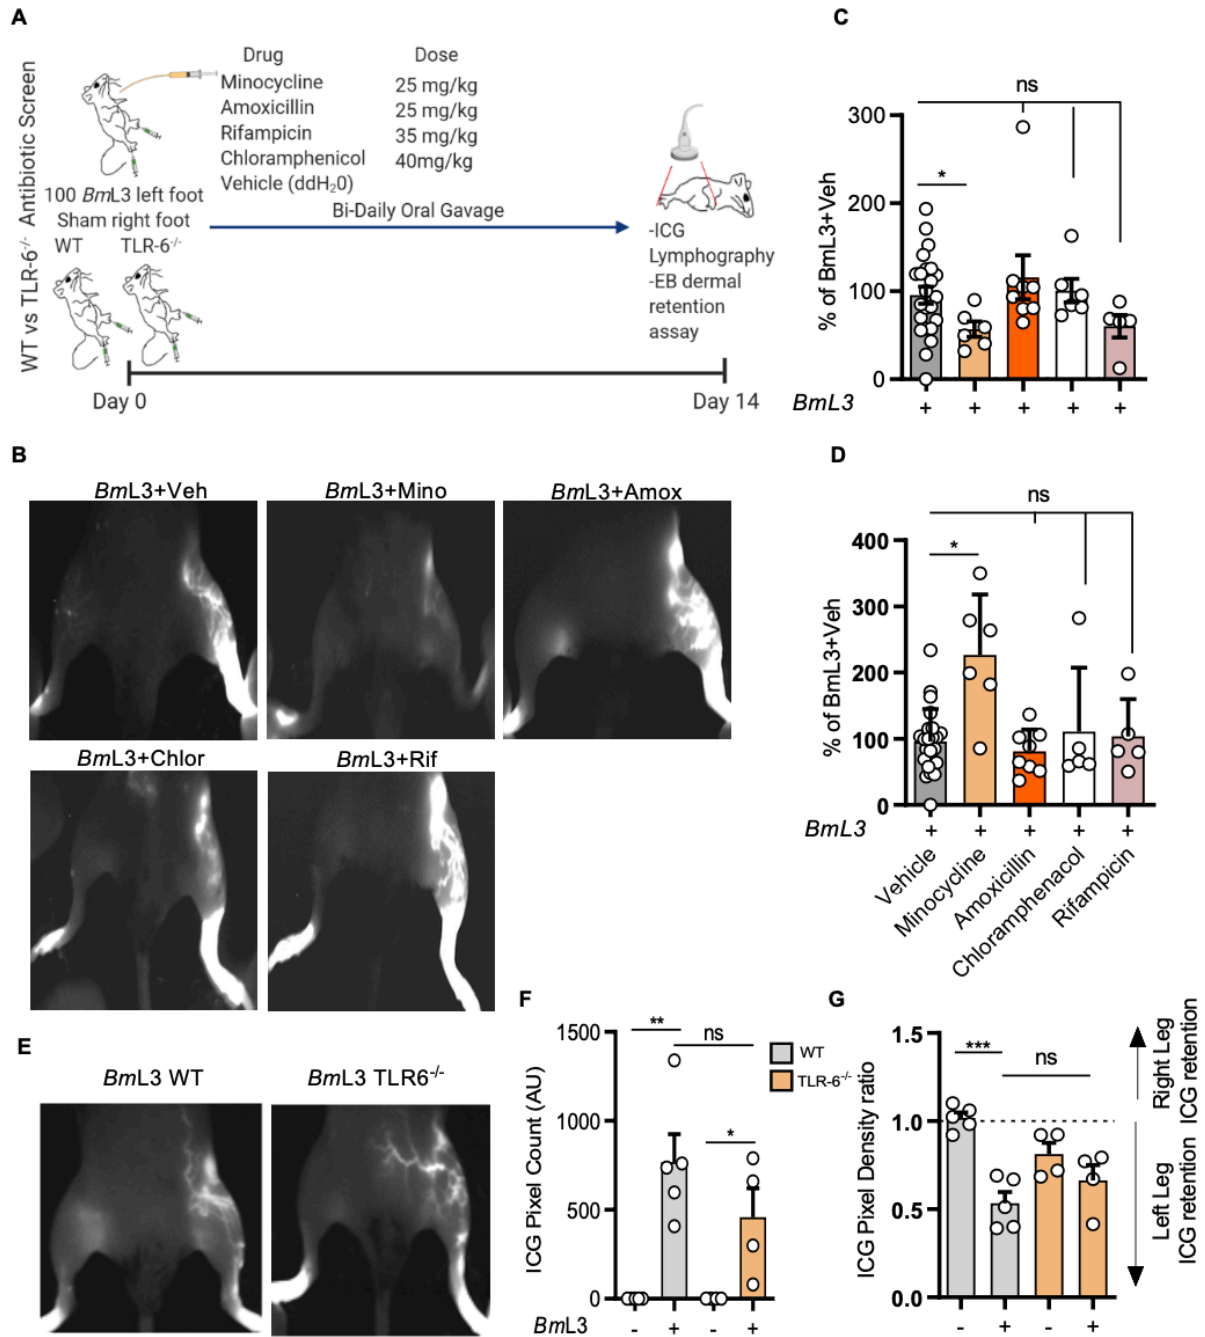 A
WT vs TLR-6-/- Antibiotic Screen
Drug Dose
Minocycline 25 mg/kg
Amoxicillin 25 mg/kg
Rifampicin 35 mg/kg
Chloramphenicol 40mg/kg
Vehicle (ddH20)
100 BmL3 left foot
Sham right foot
WT TLR-6-/-
Bi-Daily Oral Gavage
-ICG
Lymphography
-EB dermal
retention
assay
Day 0 Day 14
C
ns
*
% of BmL3+Veh
300
200
100
0
BmL3 + + + + +
B
BmL3+Veh BmL3+Mino BmL3+Amox
BmL3+Chlor BmL3+Rif
D
ns
*
% of BmL3+Veh
400
300
200
100
0
BmL3 + + + + +
Vehicle
Minocycline
Amoxicillin
Chloramphenacol
Rifampicin
E
BmL3 WT BmL3 TLR6-/-
F
** ns
*
ICG Pixel Count (AU)
1500
1000
500
0
BmL3 - + - +
WT
TLR-6-/-
G
*** ns
ICG Pixel Density ratio
1.5
1.0
0.5
0.0
- + - +
Right Leg
ICG retention
Left Leg
ICG retention